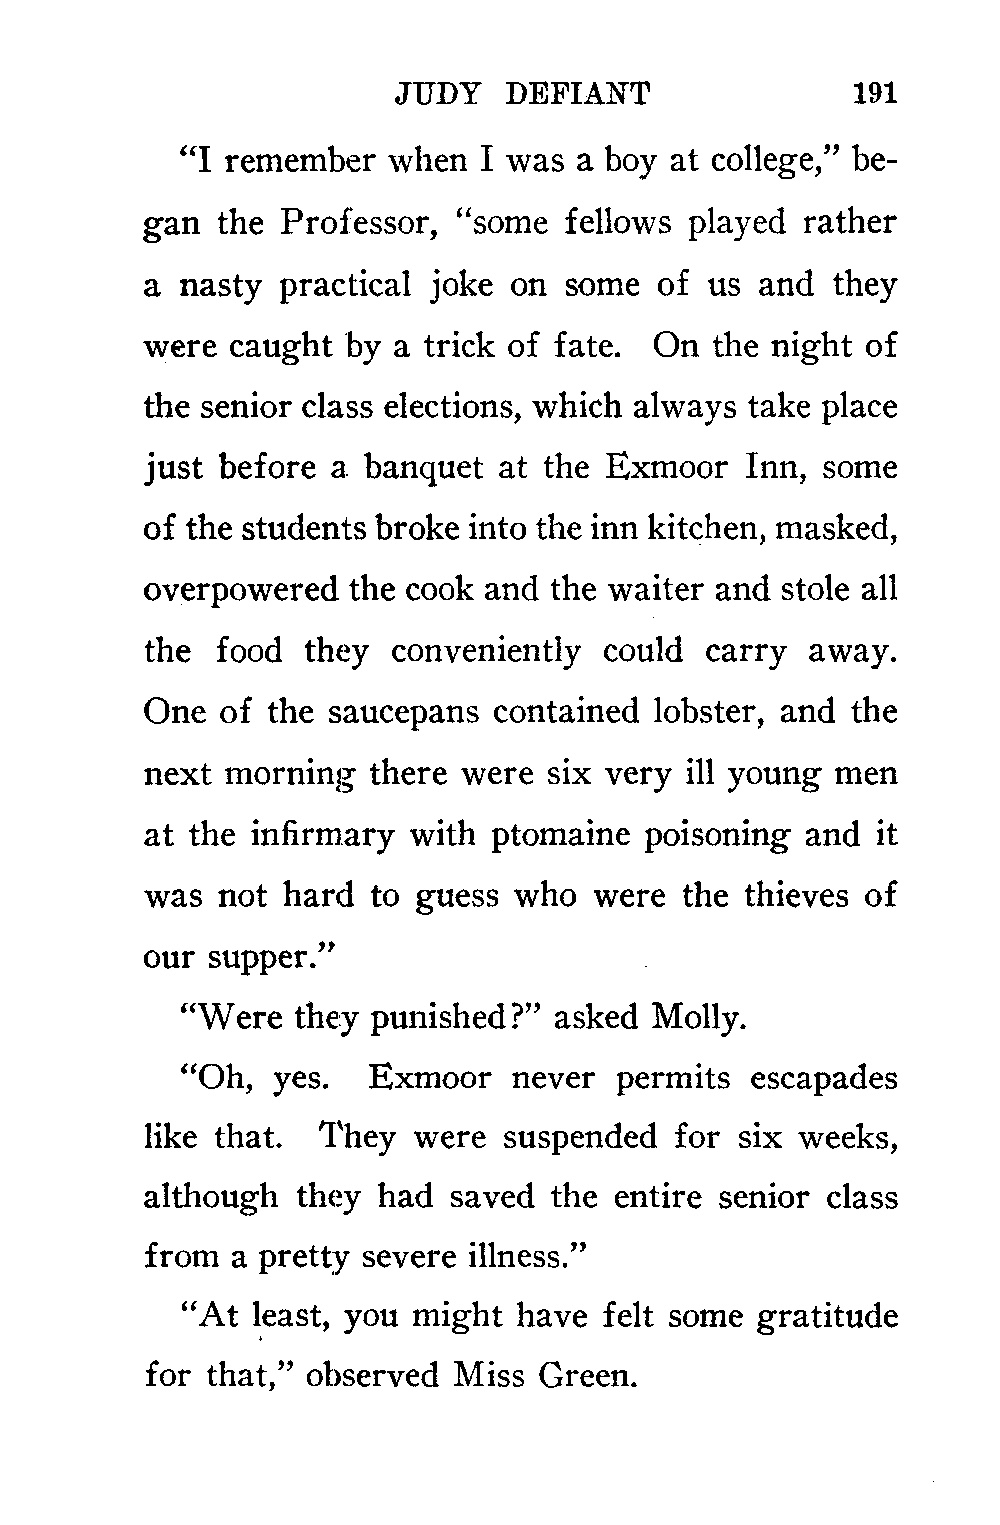 JUDY DEFIANT 191
“I remember when I was a boy at college,” be-
gan the Professor, “some fellows played rather
a nasty practical joke on some of us and they
were caught by a trick of fate. On the night of
the senior class elections, which always take place
just before a banquet at the Exmoor Inn, some
of the students broke into the inn kitchen, masked,
overpowered the cook and the waiter and stole all
the food they conveniently could carry away.
One of the saucepans contained lobster, and the
next morning there were six very ill young men
at the infirmary with ptomaine poisoning and it
was not hard to guess who were the thieves of
our supper.”
“Were they punished?” asked Molly.
“Oh, yes. Exmoor never permits escapades
like that. They were suspended for six weeks,
although they had saved the entire senior class
from a pretty severe illness.”
“At least, you might have felt some gratitude
for that,” observed Miss Green.